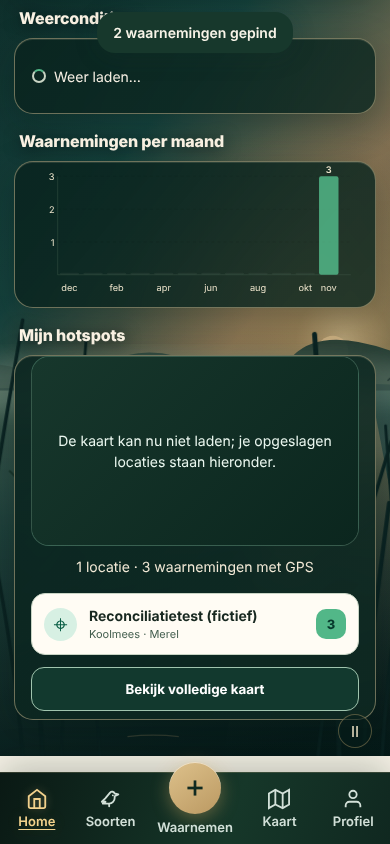 2 waarnemingen gepind
Weer laden...
Waarnemingen per maand
3
3
2
1
dec feb apr jun aug okt nov
Mijn hotspots
De kaart kan nu niet laden; je opgeslagen
locaties staan hieronder.
1 locatie · 3 waarnemingen met GPS
Reconciliatietest (fictief)
3
Koolmees · Merel
Bekijk volledige kaart
Home Soorten Waarnemen Kaart Profiel